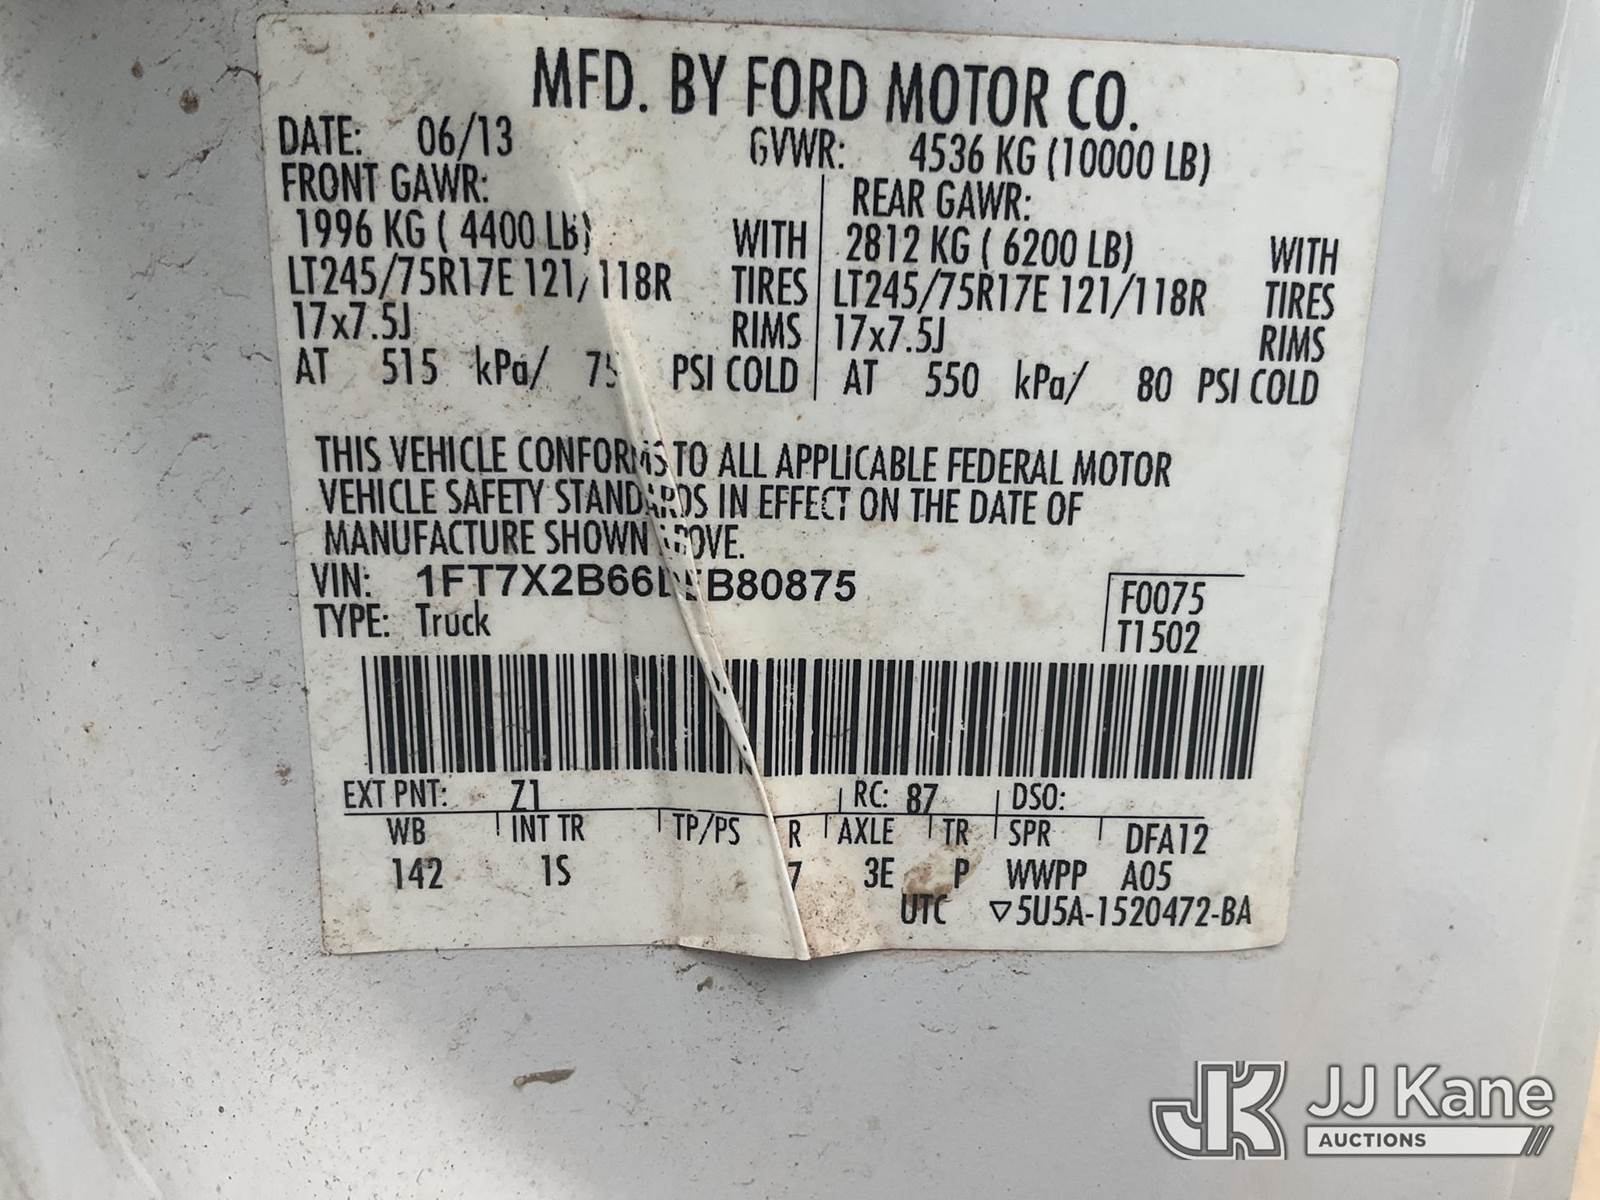 MFD. BY FORD MOTOR CO.
DATE: 06/13 GVWR: 4536 KG (10000 LB)
FRONT GAWR: REAR GAWR:
1996 KG ( 4400 LB) WITH 2812 KG ( 6200 LB) WITH
LT245/75R17E 121/118R TIRES LT245/75R17E 121/118R TIRES
17x7.5J RIMS 17x7.5J RIMS
AT 515 kPa/ 75 PSI COLD AT 550 kPa/ 80 PSI COLD
THIS VEHICLE CONFORMS TO ALL APPLICABLE FEDERAL MOTOR
VEHICLE SAFETY STANDARDS IN EFFECT ON THE DATE OF
MANUFACTURE SHOWN ABOVE.
VIN: F0075
TYPE: Truck T1502
EXT PNT: Z1 RC: 87 DSO:
WB INT TR TP/PS R AXLE TR SPR DFA12
142 1S 7 3E P WWPP A05
UTC ▽5U5A-1520472-BA
JK JJ Kane
AUCTIONS